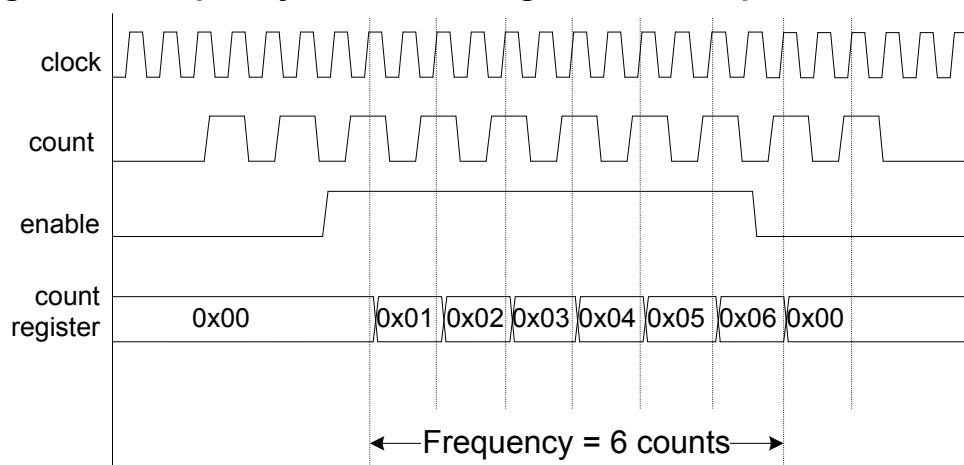 clock
count
enable
count
register
0x00
0x01
0x02
0x03
0x04
0x05
0x06
0x00
Frequency = 6 counts